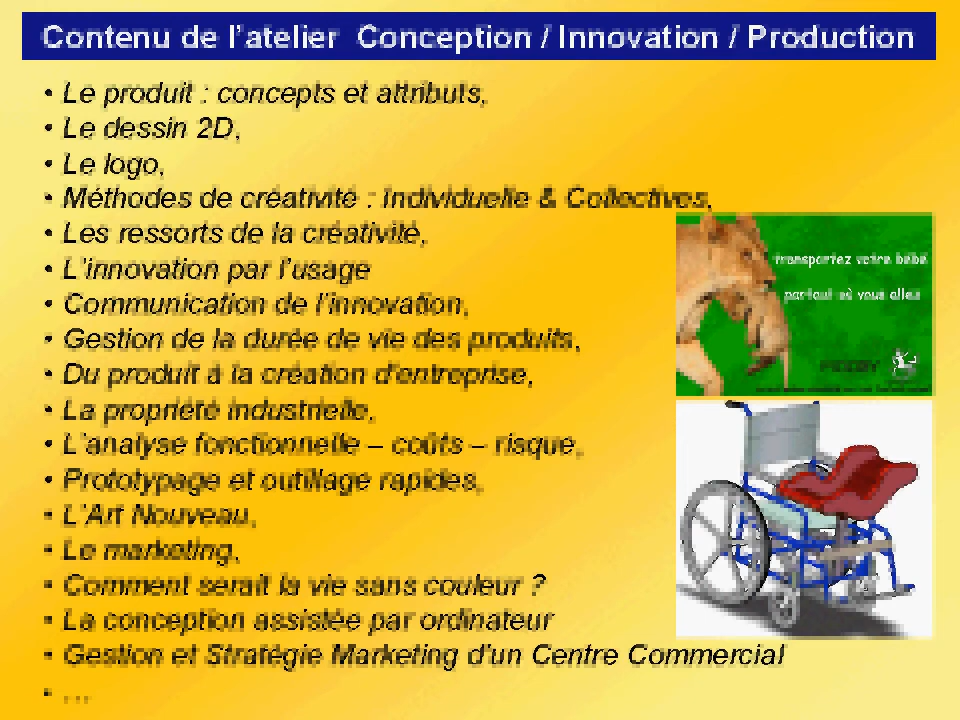 Contenu de l’atelier Conception / Innovation / Production
• Le produit : concepts et attributs,
• Le dessin 2D,
• Le logo,
• Méthodes de créativité : Individuelle & Collectives,
• Les ressorts de la créativité,
• L’innovation par l’usage
• Communication de l’innovation,
• Gestion de la durée de vie des produits,
• Du produit à la création d’entreprise,
• La propriété industrielle,
• L’analyse fonctionnelle – coûts – risque,
• Prototypage et outillage rapides,
• L’Art Nouveau,
• Le marketing,
• Comment serait la vie sans couleur ?
• La conception assistée par ordinateur
• Gestion et Stratégie Marketing d’un Centre Commercial
• …
transportez votre bébé
partout où vous allez